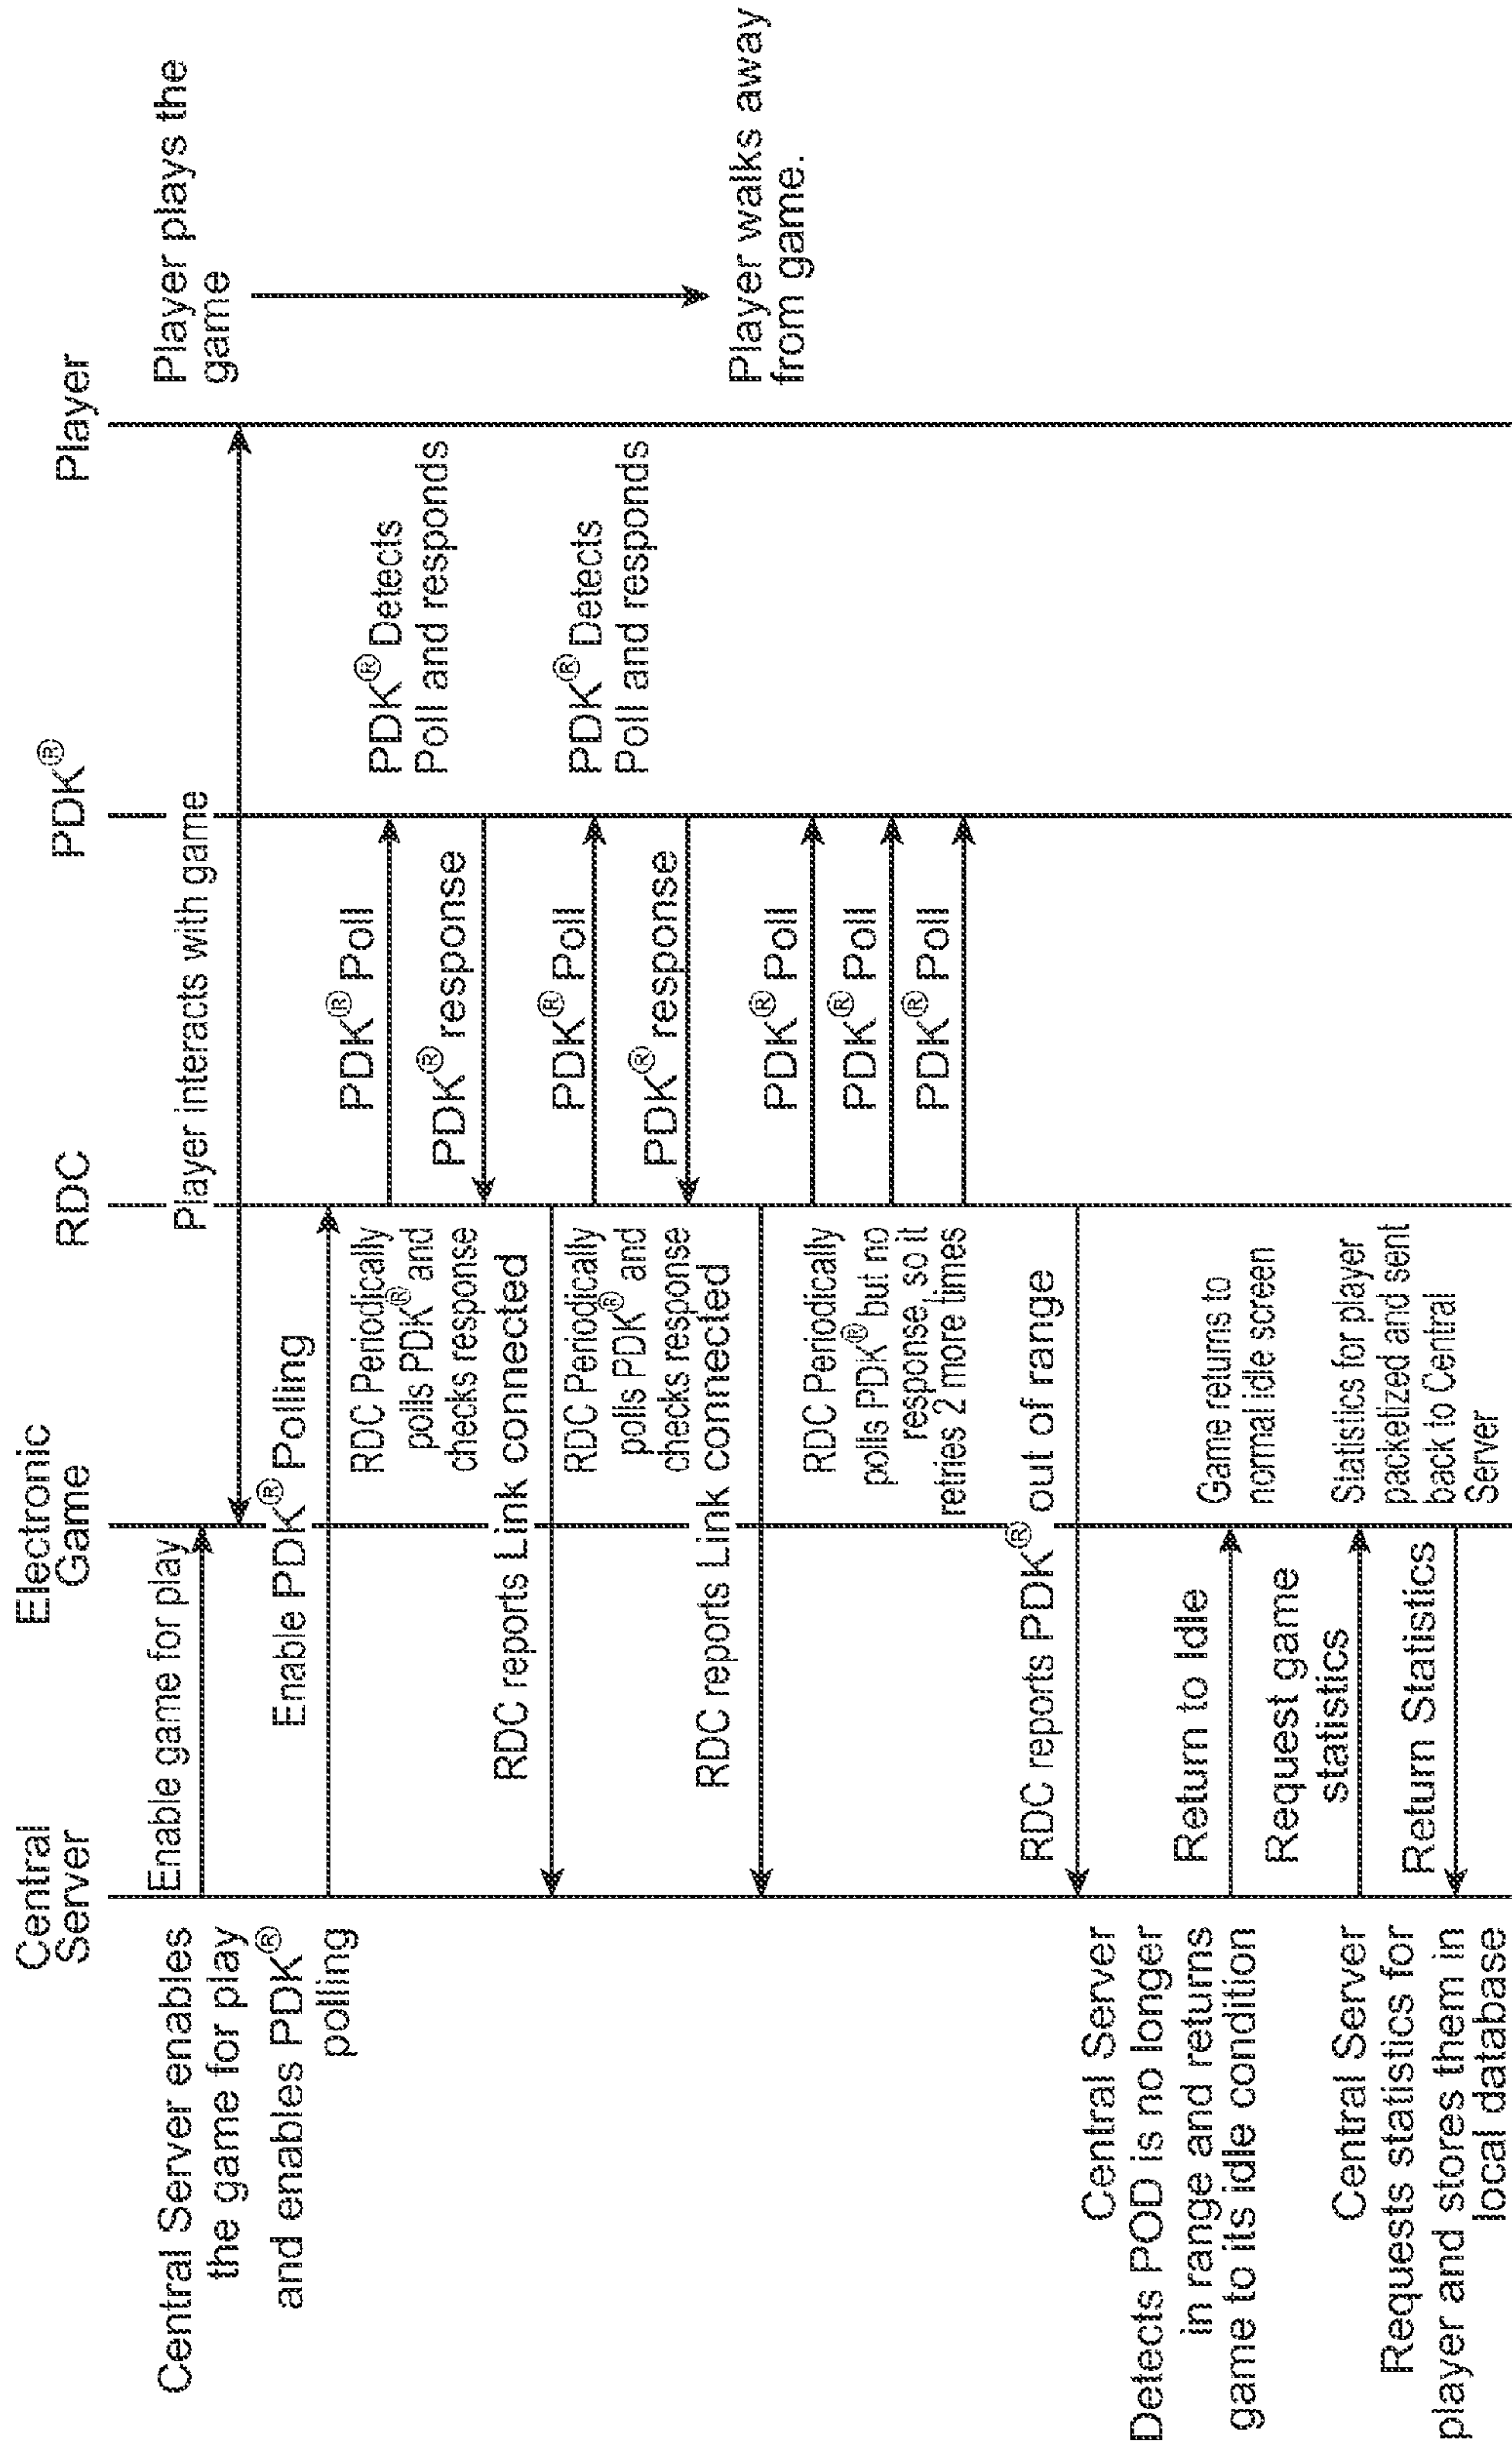 Central
Server
Electronic
Game
RDC
PDK®
Player
Central Server enables
the game for play
and enables PDK®
polling
Enable game for play
Player interacts with game
Player plays the
game
Enable PDK® Polling
RDC Periodically
polls PDK® and
checks response
PDK® Poll
PDK® Detects
Poll and responds
PDK® response
RDC reports Link connected
RDC Periodically
polls PDK® and
checks response
PDK® Poll
PDK® Detects
Poll and responds
PDK® response
RDC reports Link connected
Player walks away
from game.
RDC Periodically
polls PDK® but no
response, so it
retries 2 more times
PDK® Poll
PDK® Poll
PDK® Poll
RDC reports PDK® out of range
Central Server
Detects POD is no longer
in range and returns
game to its idle condition
Return to Idle
Game returns to
normal idle screen
Central Server
Requests statistics for
player and stores them in
local database
Request game
statistics
Statistics for player
packetized and sent
back to Central
Server
Return Statistics